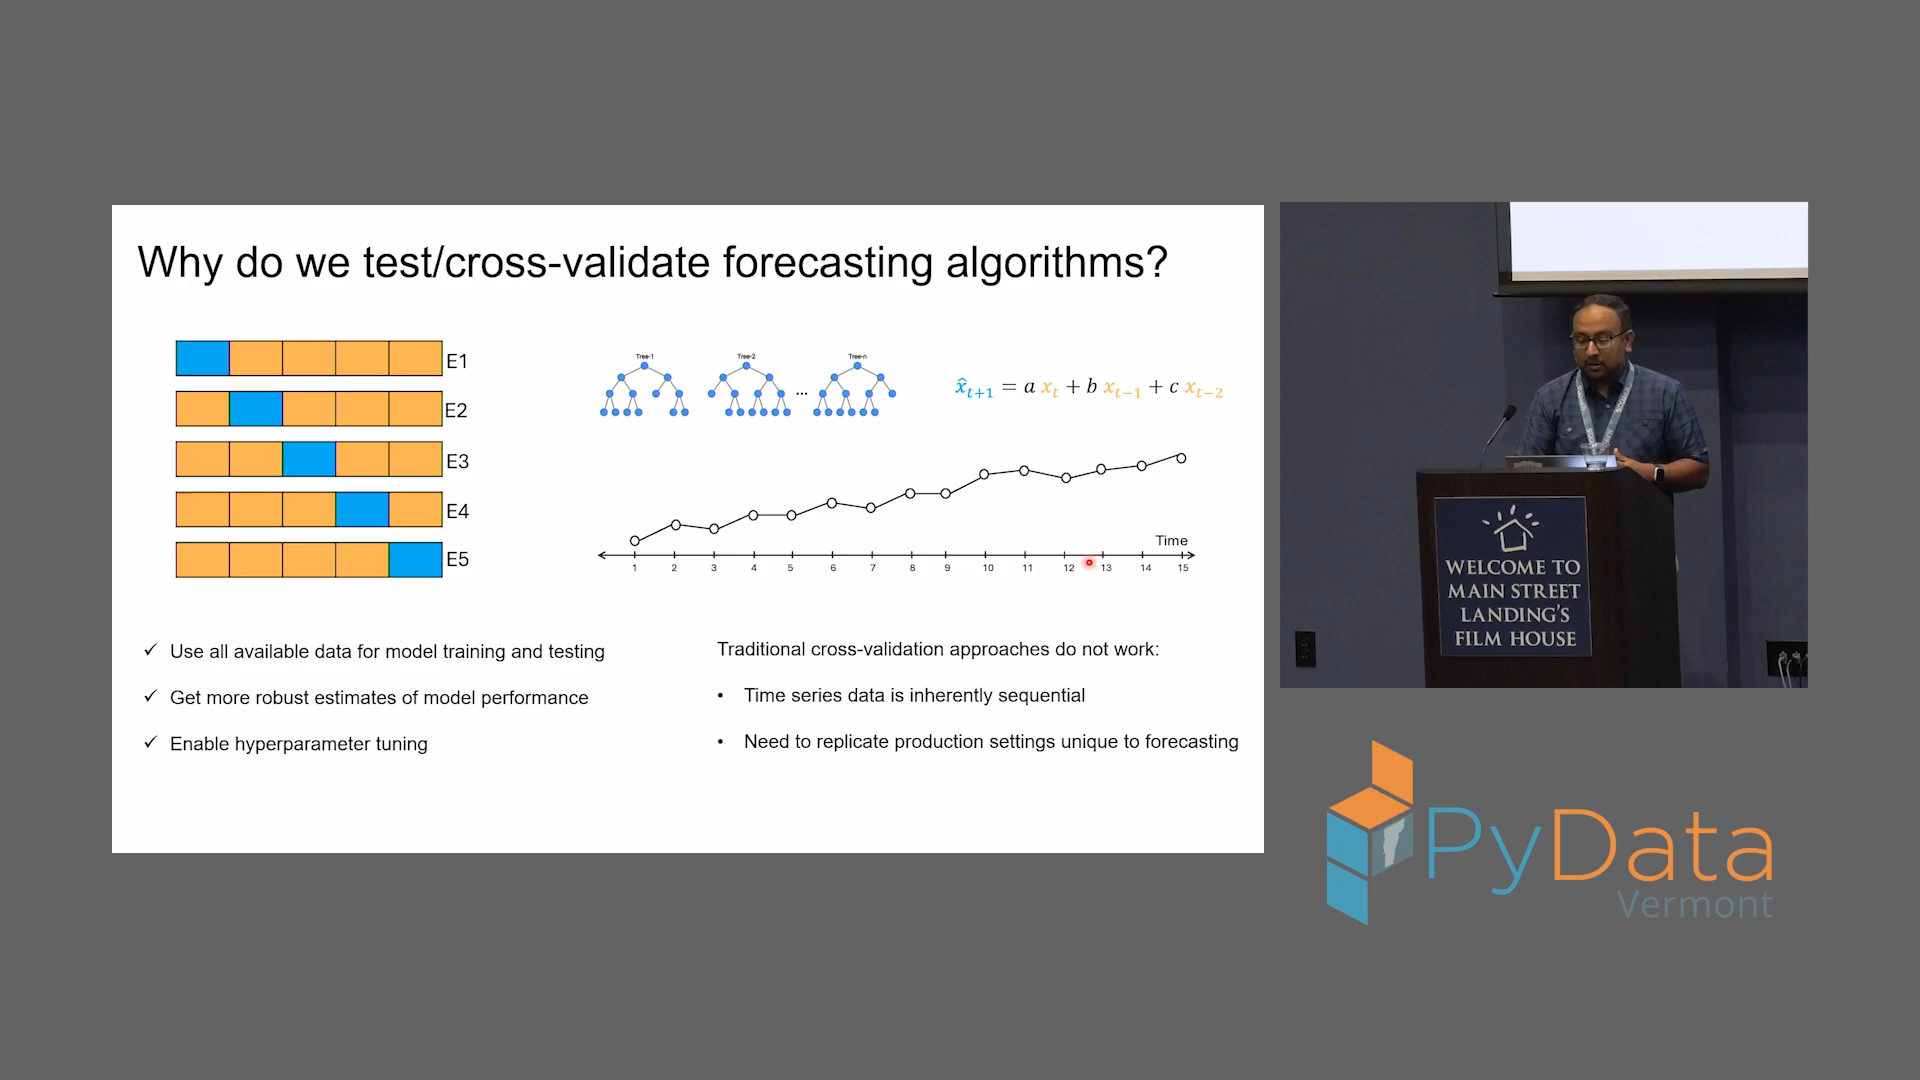 Why do we test/cross-validate forecasting algorithms?
E1
E2
E3
E4
E5
Tree-1 Tree-2 ... Tree-n
x̂ₜ₊₁ = a xₜ + b xₜ₋₁ + c xₜ₋₂
Time
1 2 3 4 5 6 7 8 9 10 11 12 13 14 15
✓ Use all available data for model training and testing
✓ Get more robust estimates of model performance
✓ Enable hyperparameter tuning
Traditional cross-validation approaches do not work:
• Time series data is inherently sequential
• Need to replicate production settings unique to forecasting
WELCOME TO
MAIN STREET
LANDING'S
FILM HOUSE
PyData
Vermont